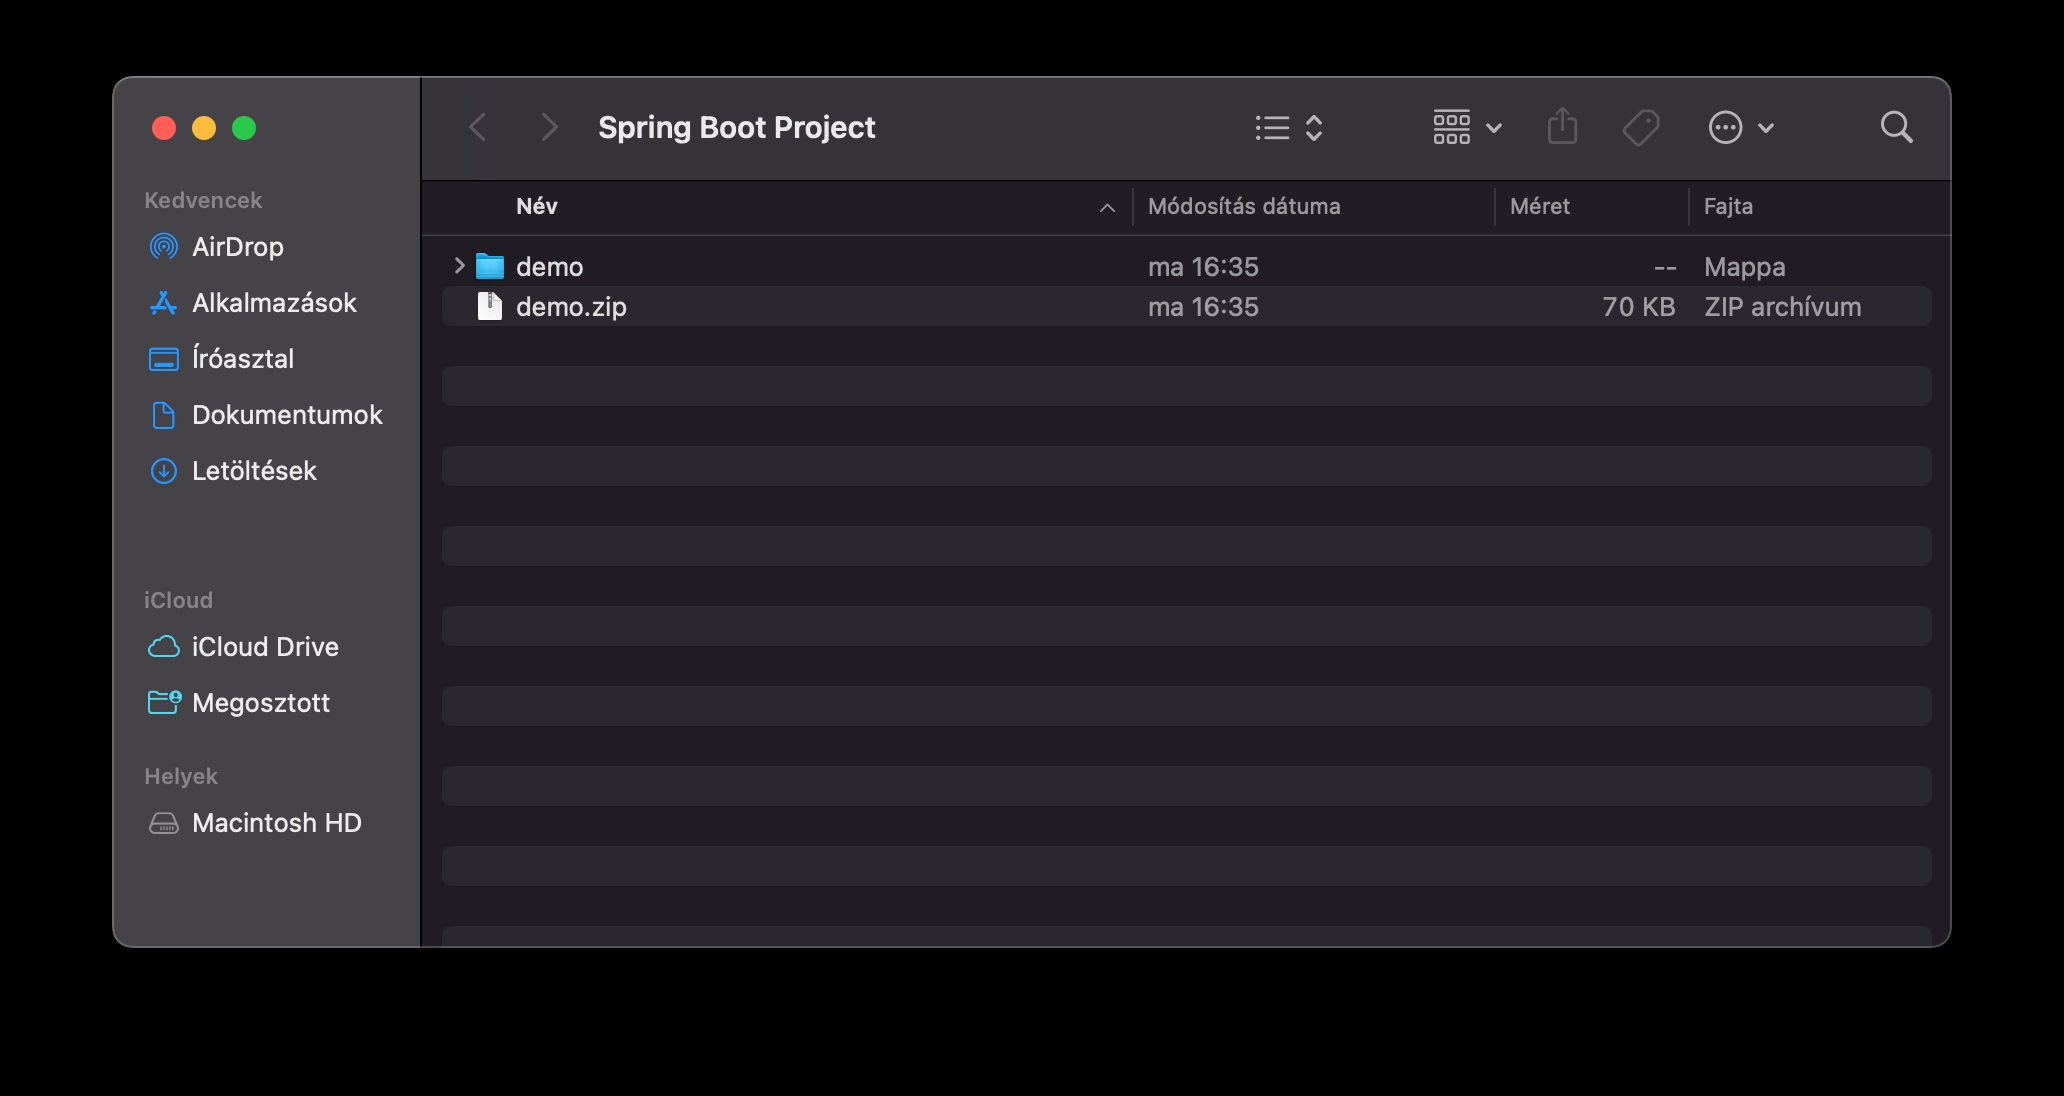 Spring Boot Project
Kedvencek
AirDrop
Alkalmazások
Íróasztal
Dokumentumok
Letöltések
iCloud
iCloud Drive
Megosztott
Helyek
Macintosh HD
Név Módosítás dátuma Méret Fajta
demo ma 16:35 -- Mappa
demo.zip ma 16:35 70 KB ZIP archívum